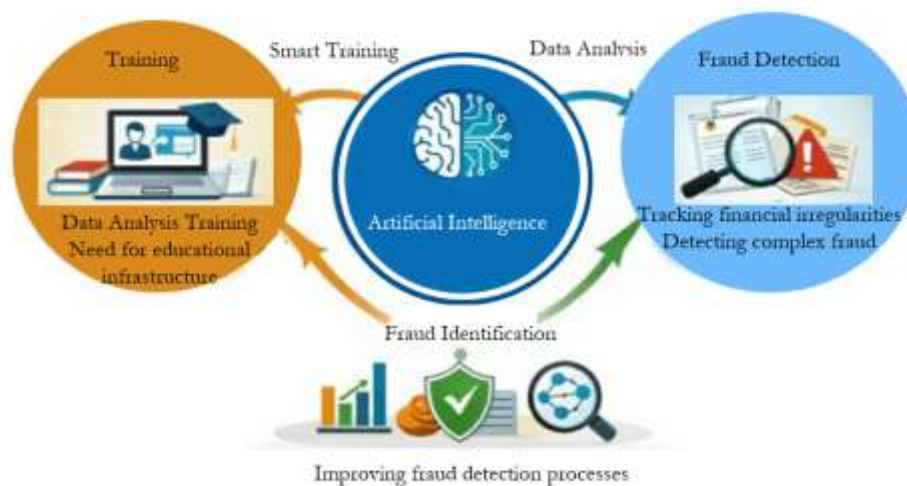 Training
Smart Training
Data Analysis
Fraud Detection
Data Analysis Training
Need for educational
infrastructure
Artificial Intelligence
Tracking financial irregularities
Detecting complex fraud
Fraud Identification
Improving fraud detection processes